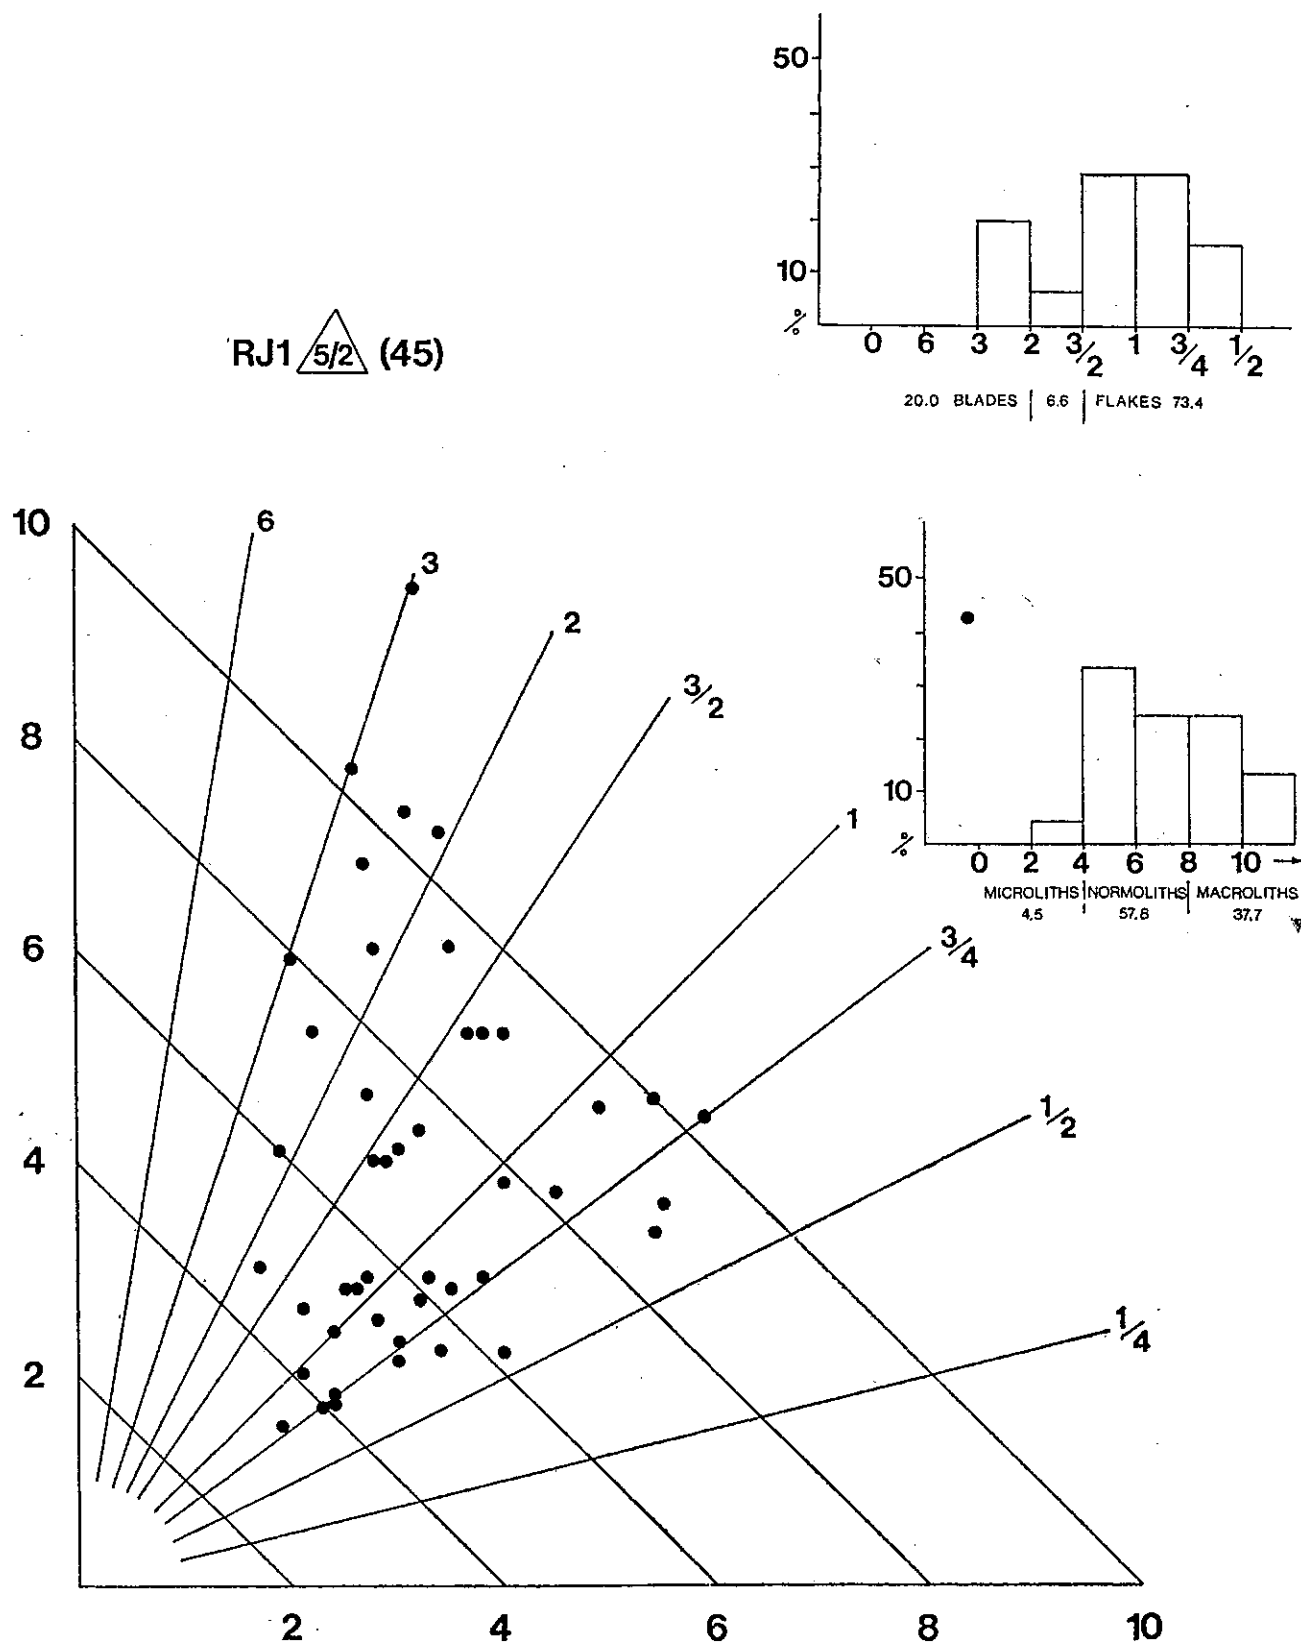 50
10
%
0 6 3 2 3/2 1 3/4 1/2
20.0 BLADES | 6.6 | FLAKES 73.4
RJ1 5/2 (45)
50
10
%
0 2 4 6 8 10 →
MICROLITHS NORMOLITHS MACROLITHS
4.5 57.8 37.7
10
8
6
4
2
6
3
2
3/2
1
3/4
1/2
1/4
2 4 6 8 10